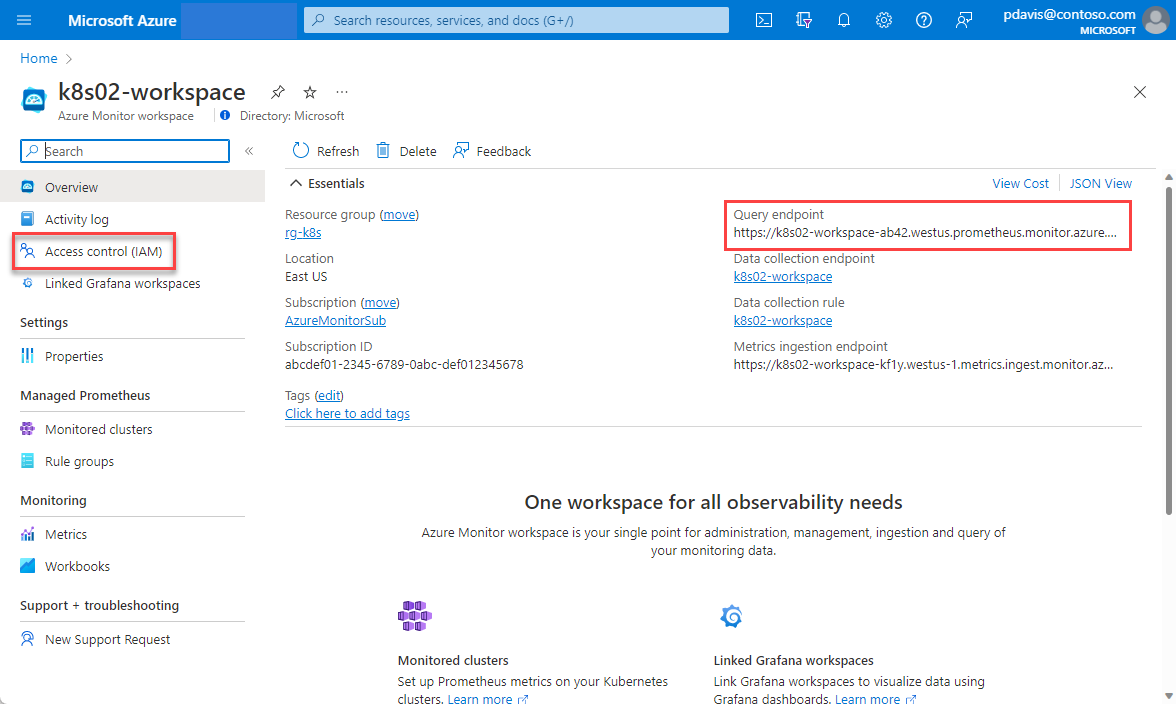 Microsoft Azure
Search resources, services, and docs (G+/)
pdavis@contoso.com
MICROSOFT
Home
k8s02-workspace
Azure Monitor workspace
Directory: Microsoft
Search
Overview
Activity log
Access control (IAM)
Linked Grafana workspaces
Settings
Properties
Managed Prometheus
Monitored clusters
Rule groups
Monitoring
Metrics
Workbooks
Support + troubleshooting
New Support Request
Refresh Delete Feedback
Essentials
View Cost JSON View
Resource group (move)
rg-k8s
Location
East US
Subscription (move)
AzureMonitorSub
Subscription ID
abcdef01-2345-6789-0abc-def012345678
Tags (edit)
Click here to add tags
Query endpoint
https://k8s02-workspace-ab42.westus.prometheus.monitor.azure....
Data collection endpoint
k8s02-workspace
Data collection rule
k8s02-workspace
Metrics ingestion endpoint
https://k8s02-workspace-kf1y.westus-1.metrics.ingest.monitor.az...
One workspace for all observability needs
Azure Monitor workspace is your single point for administration, management, ingestion and query of
your monitoring data.
Monitored clusters
Set up Prometheus metrics on your Kubernetes
clusters. Learn more
Linked Grafana workspaces
Link Grafana workspaces to visualize data using
Grafana dashboards. Learn more